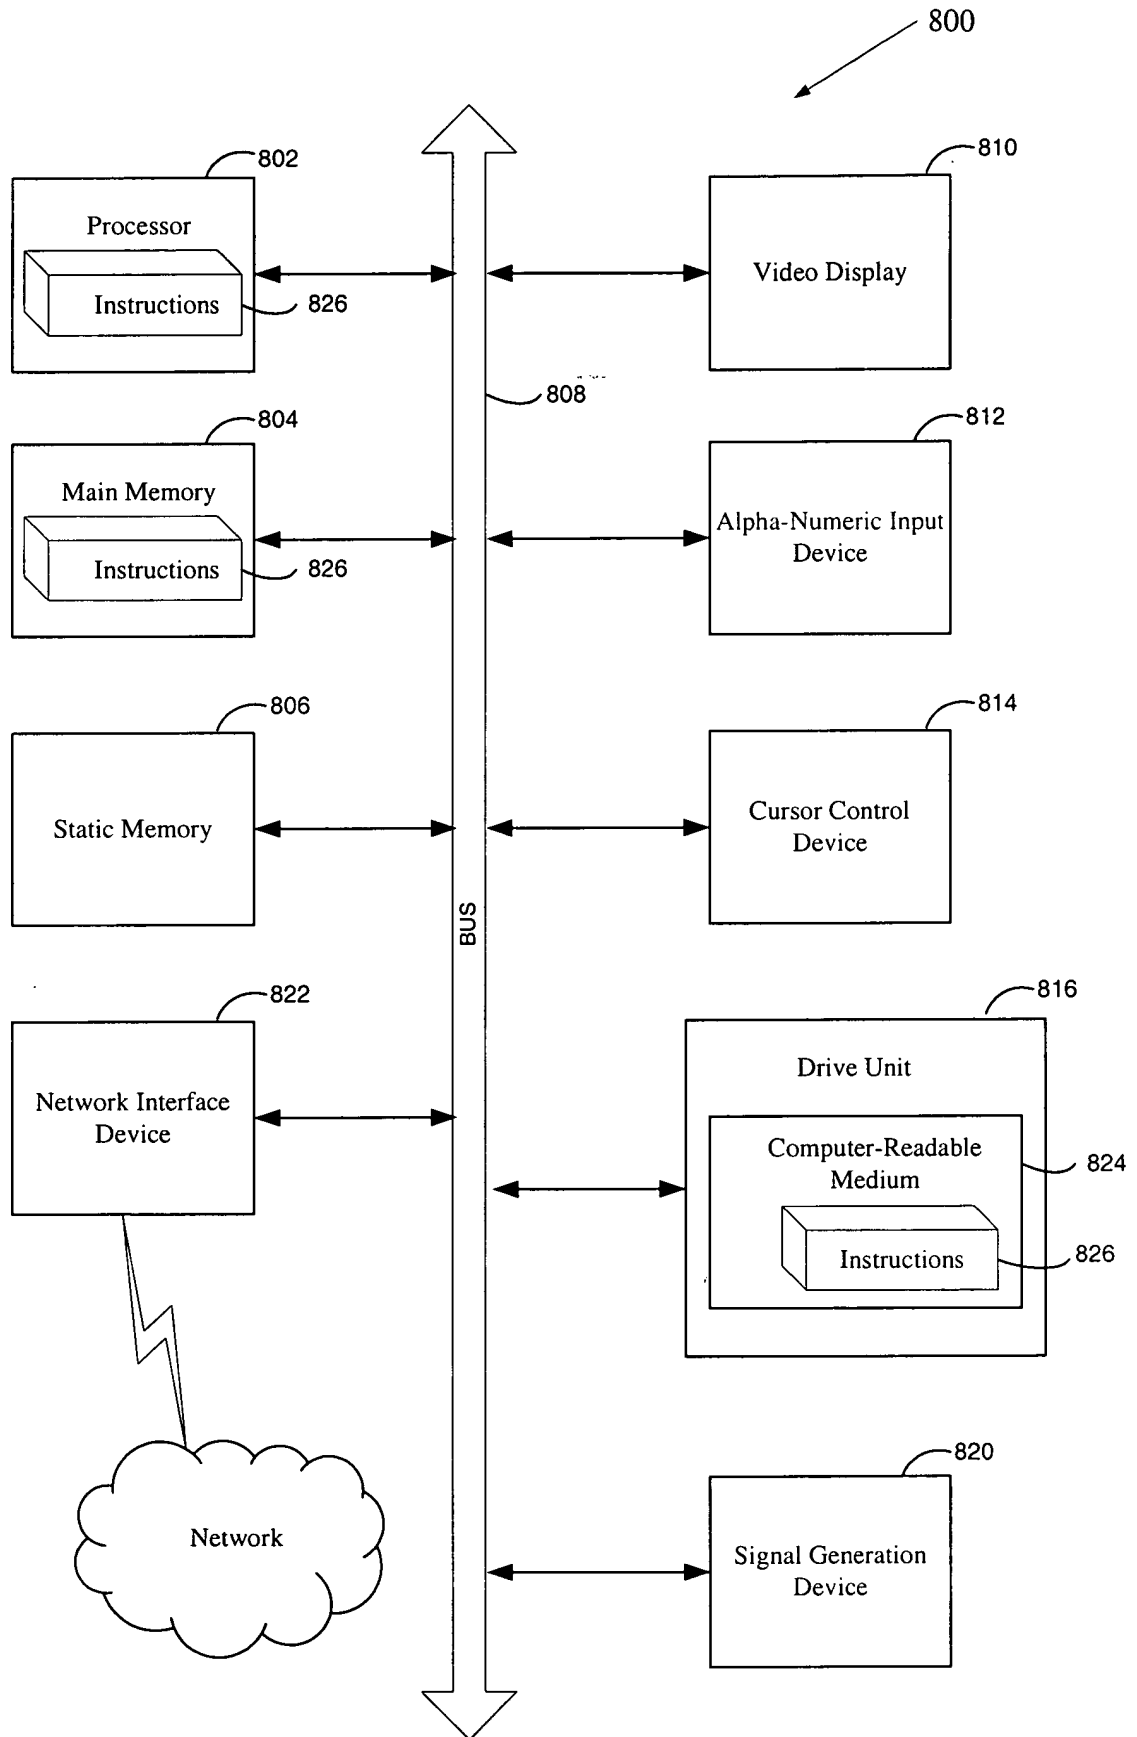 800
802
Processor
Instructions
826
810
Video Display
808
804
Main Memory
Instructions
826
812
Alpha-Numeric Input
Device
806
Static Memory
814
Cursor Control
Device
BUS
822
Network Interface
Device
816
Drive Unit
Computer-Readable
Medium
824
Instructions
826
Network
820
Signal Generation
Device